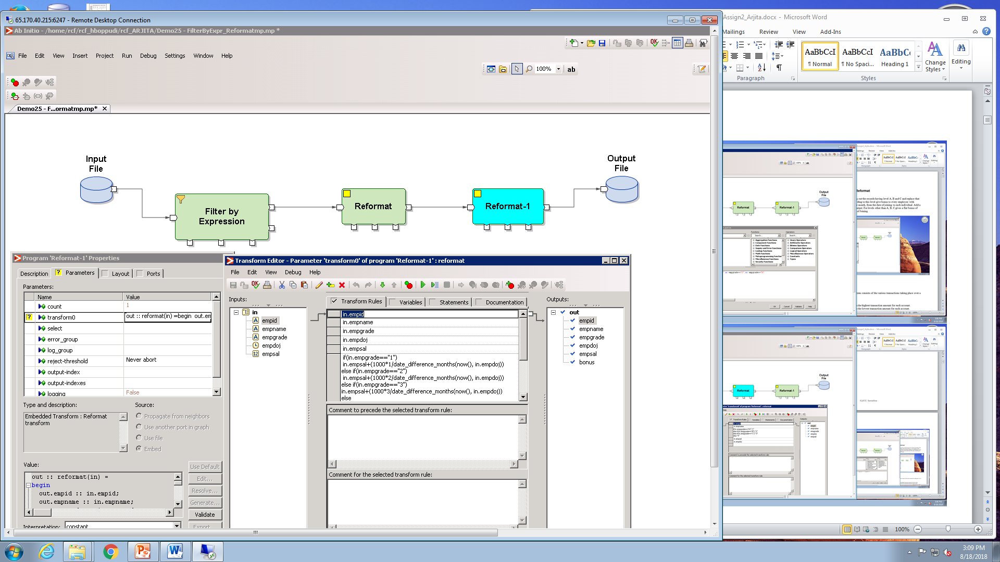 65.170.40.215:6247 - Remote Desktop Connection
Ab Initio - /home/rcf/rcf_hboppudi/rcf_ARJITA/Demo25 - FilterByExpr_Reformatmp.mp *
File Edit View Insert Project Run Debug Settings Window Help
100% ab
Demo25 - F...ormatmp.mp*
Input
File
Filter by
Expression
Reformat
Reformat-1
Output
File
Program 'Reformat-1' Properties
Description Parameters Layout Ports
Parameters:
Name Value
count 1
transform0 out :: reformat(in) =begin out.em
select
error_group
log_group
reject-threshold Never abort
output-index
output-indexes
logging False
Type and description:
Embedded Transform : Reformat
transform
Source:
Propagate from neighbors
Use another port in graph
Use file
Embed
Value:
out :: reformat(in) =
begin
out.empid :: in.empid;
out.empname :: in.empname;
Use Default
Edit...
Resolve...
Generate...
Validate
Export...
Interpretation: constant
Transform Editor - Parameter 'transform0' of program 'Reformat-1' : reformat
File Edit View Debug Help
Inputs:
in
empid
empname
empgrade
empdoj
empsal
Transform Rules Variables Statements Documentation
in.empid
in.empname
in.empgrade
in.empdoj
in.empsal
if(in.empgrade=="1")
in.empsal+(1000*1/date_difference_months(now(), in.empdoj))
else if(in.empgrade=="2")
in.empsal+(1000*2/date_difference_months(now(), in.empdoj))
else if(in.empgrade=="3")
in.empsal+(1000*3/date_difference_months(now(), in.empdoj))
else
Comment to precede the selected transform rule:
Comment for the selected transform rule:
Outputs:
out
empid
empname
empgrade
empdoj
empsal
bonus
Assign2_Arjita.docx - Microsoft Word
Mailings Review View Add-Ins
AaBbCcI AaBbCcI AaBbC
¶ Normal ¶ No Spaci... Heading 1
Change
Styles
Editing
Paragraph Styles
Output
File
Reformat Reformat-1
Output
File
Reformat Reformat-1
100%
3:09 PM
8/18/2018